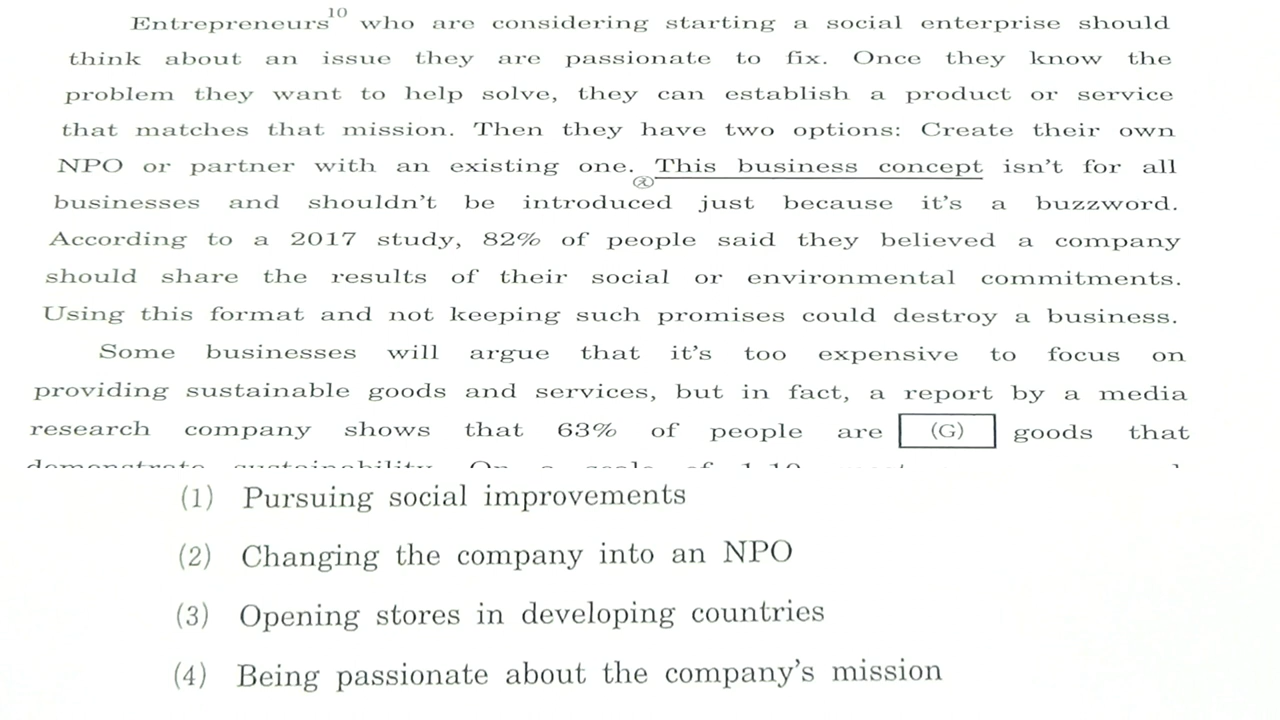 Entrepreneurs10 who are considering starting a social enterprise should
think about an issue they are passionate to fix. Once they know the
problem they want to help solve, they can establish a product or service
that matches that mission. Then they have two options: Create their own
NPO or partner with an existing one. This business concept isn't for all
ⓐ
businesses and shouldn't be introduced just because it's a buzzword.
According to a 2017 study, 82% of people said they believed a company
should share the results of their social or environmental commitments.
Using this format and not keeping such promises could destroy a business.
Some businesses will argue that it's too expensive to focus on
providing sustainable goods and services, but in fact, a report by a media
research company shows that 63% of people are (G) goods that
demonstrate sustainability. On a scale of 1-10
(1) Pursuing social improvements
(2) Changing the company into an NPO
(3) Opening stores in developing countries
(4) Being passionate about the company's mission